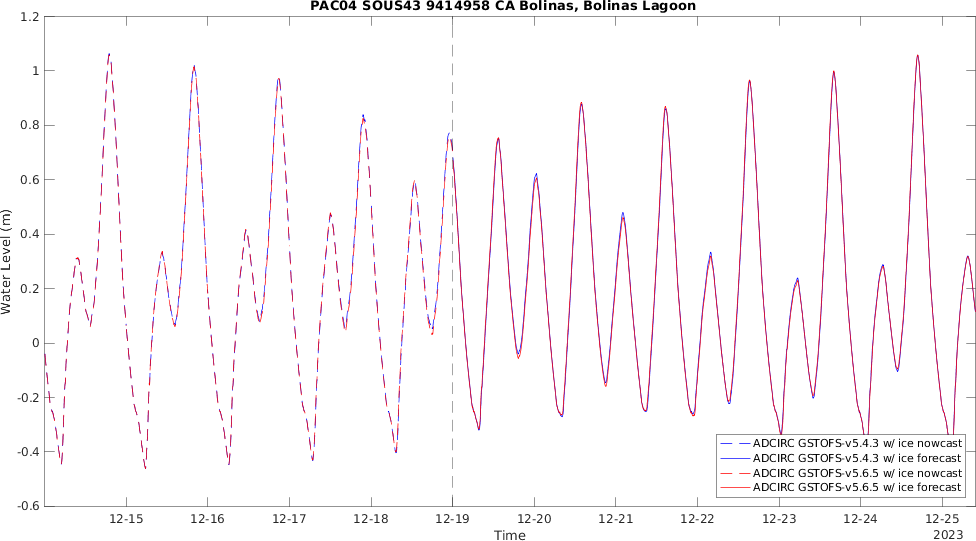 PAC04 SOUS43 9414958 CA Bolinas, Bolinas Lagoon
1.2
1
0.8
0.6
0.4
0.2
0
-0.2
-0.4
-0.6
Water Level (m)
ADCIRC GSTOFS-v5.4.3 w/ ice nowcast
ADCIRC GSTOFS-v5.4.3 w/ ice forecast
ADCIRC GSTOFS-v5.6.5 w/ ice nowcast
ADCIRC GSTOFS-v5.6.5 w/ ice forecast
12-15 12-16 12-17 12-18 12-19 12-20 12-21 12-22 12-23 12-24 12-25
Time
2023